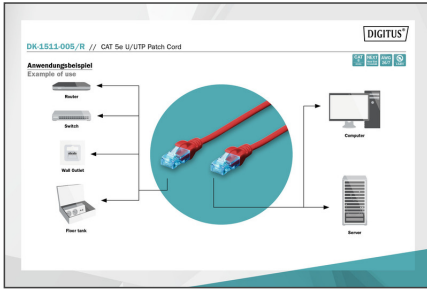 DIGITUS®
DK-1511-005/R // CAT 5e U/UTP Patch Cord
Anwendungsbeispiel
Example of use
Router
Switch
Wall Outlet
Floor tank
Computer
Server